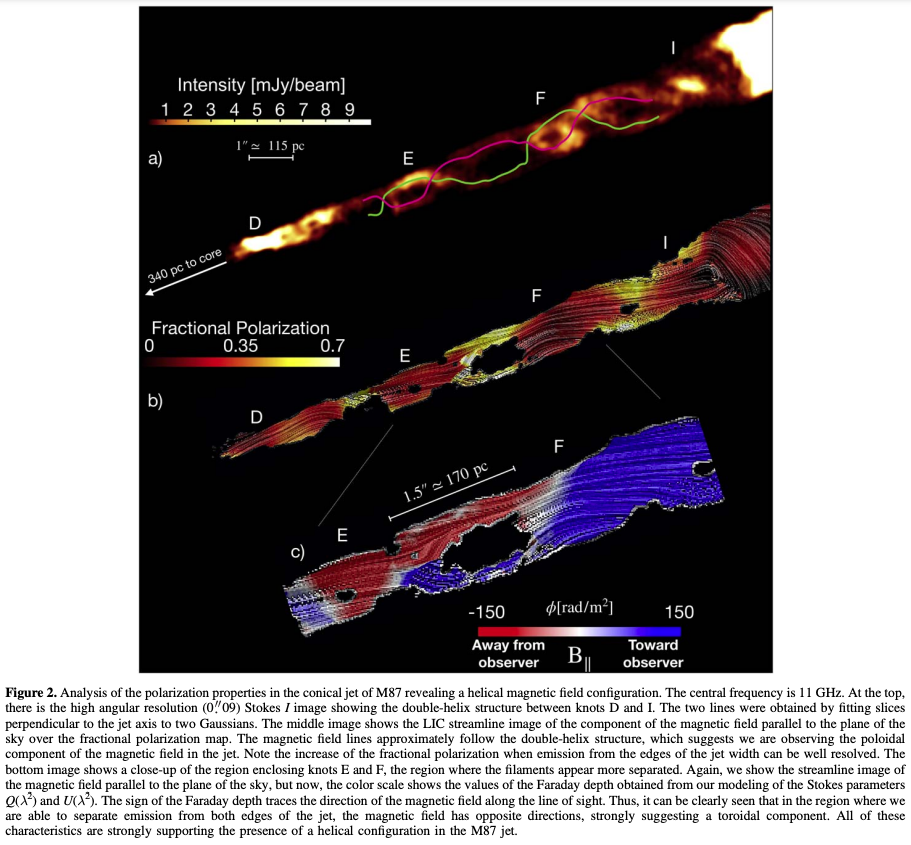 I
Intensity [mJy/beam]
1 2 3 4 5 6 7 8 9
F
1″≃ 115 pc
a)
E
D
340 pc to core
I
F
Fractional Polarization
0 0.35 0.7
E
b)
D
F
1.5″ ≃ 170 pc
E
c)
-150 ϕ[rad/m²] 150
Away from observer B∥ Toward observer
Figure 2. Analysis of the polarization properties in the conical jet of M87 revealing a helical magnetic field configuration. The central frequency is 11 GHz. At the top,
there is the high angular resolution (0.″09) Stokes I image showing the double-helix structure between knots D and I. The two lines were obtained by fitting slices
perpendicular to the jet axis to two Gaussians. The middle image shows the LIC streamline image of the component of the magnetic field parallel to the plane of the
sky over the fractional polarization map. The magnetic field lines approximately follow the double-helix structure, which suggests we are observing the poloidal
component of the magnetic field in the jet. Note the increase of the fractional polarization when emission from the edges of the jet width can be well resolved. The
bottom image shows a close-up of the region enclosing knots E and F, the region where the filaments appear more separated. Again, we show the streamline image of
the magnetic field parallel to the plane of the sky, but now, the color scale shows the values of the Faraday depth obtained from our modeling of the Stokes parameters
Q(λ²) and U(λ²). The sign of the Faraday depth traces the direction of the magnetic field along the line of sight. Thus, it can be clearly seen that in the region where we
are able to separate emission from both edges of the jet, the magnetic field has opposite directions, strongly suggesting a toroidal component. All of these
characteristics are strongly supporting the presence of a helical configuration in the M87 jet.